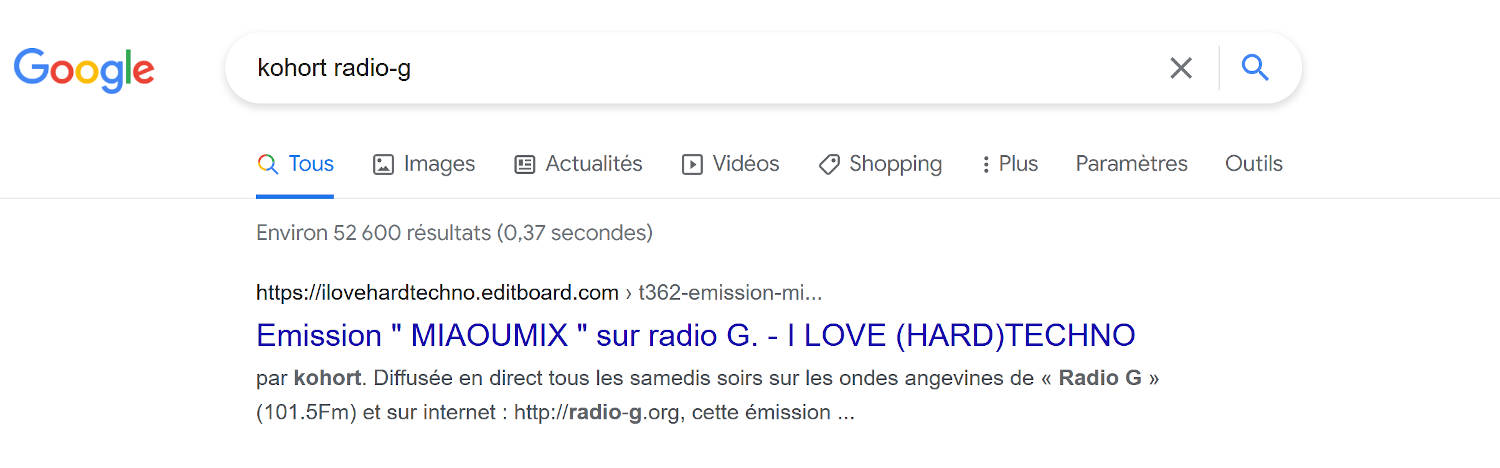 Google
kohort radio-g
Tous Images Actualités Vidéos Shopping Plus Paramètres Outils
Environ 52 600 résultats (0,37 secondes)
https://ilovehardtechno.editboard.com › t362-emission-mi...
Emission " MIAOUMIX " sur radio G. - I LOVE (HARD)TECHNO
par kohort. Diffusée en direct tous les samedis soirs sur les ondes angevines de « Radio G »
(101.5Fm) et sur internet : http://radio-g.org, cette émission ...